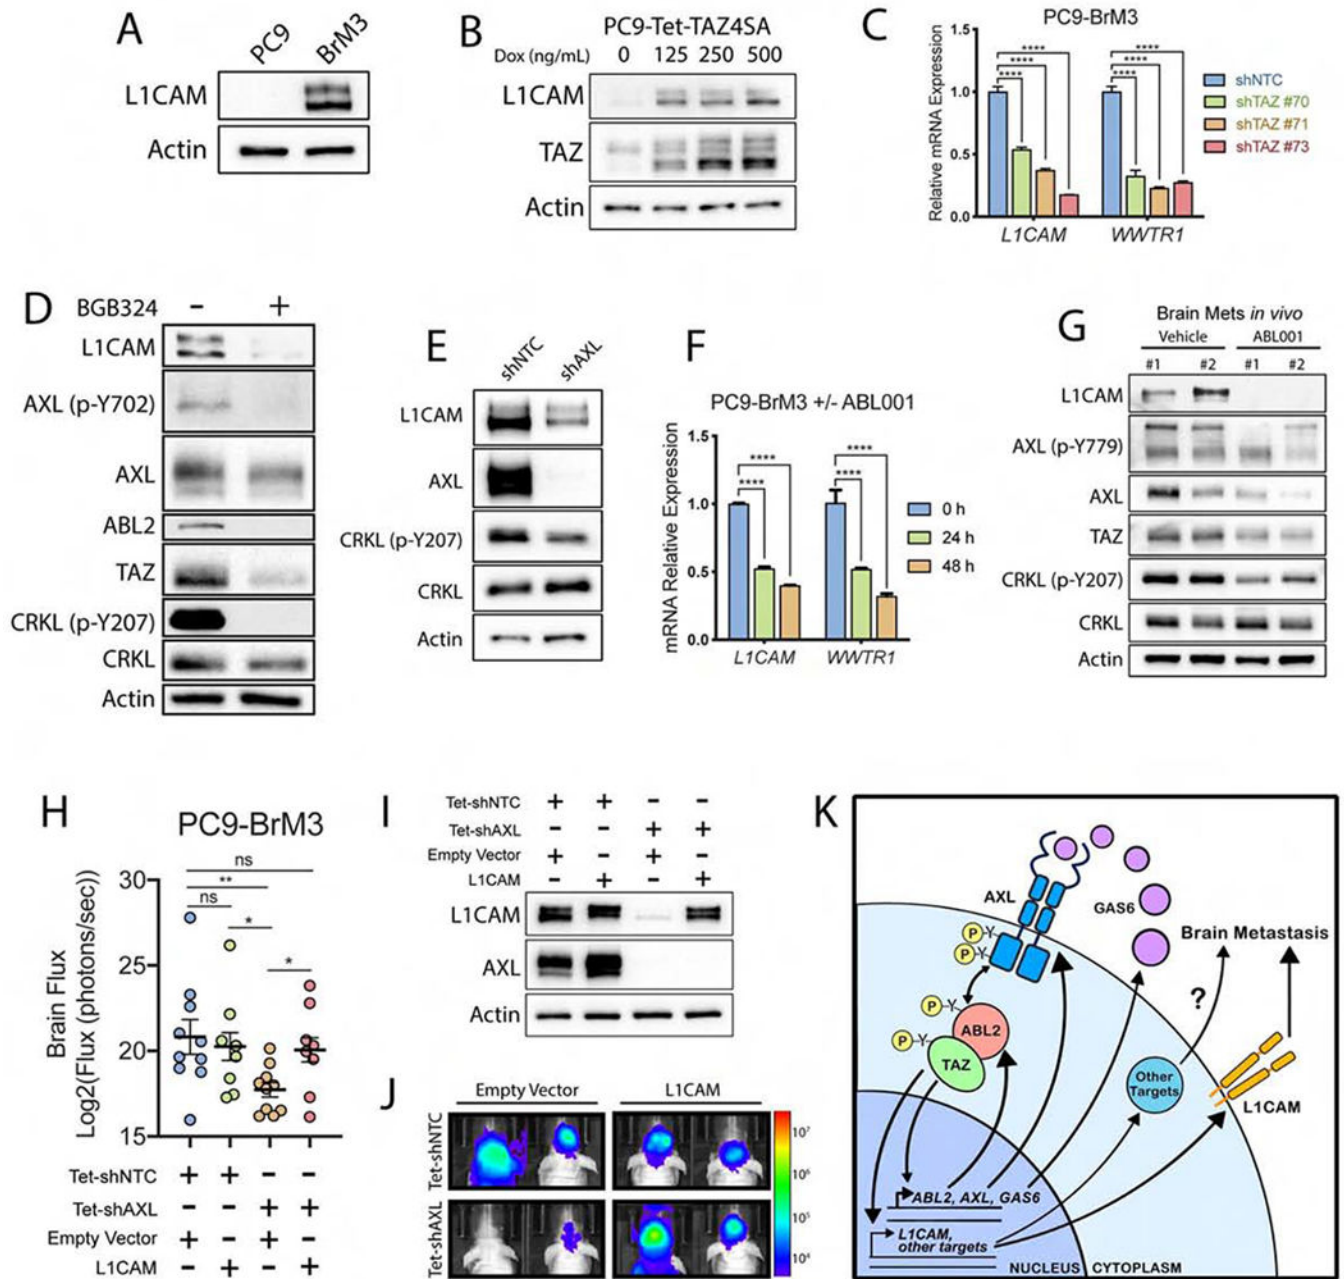 A
PC9
BrM3
L1CAM
Actin
B
PC9-Tet-TAZ4SA
Dox (ng/mL) 0 125 250 500
L1CAM
TAZ
Actin
C
PC9-BrM3
Relative mRNA Expression
1.5
1.0
0.5
0.0
****
****
****
****
****
****
L1CAM WWTR1
shNTC
shTAZ #70
shTAZ #71
shTAZ #73
D
BGB324 − +
L1CAM
AXL (p-Y702)
AXL
ABL2
TAZ
CRKL (p-Y207)
CRKL
Actin
E
shNTC
shAXL
L1CAM
AXL
CRKL (p-Y207)
CRKL
Actin
F
PC9-BrM3 +/- ABL001
mRNA Relative Expression
1.5
1.0
0.5
0.0
****
****
****
****
L1CAM WWTR1
0 h
24 h
48 h
G
Brain Mets in vivo
Vehicle ABL001
#1 #2 #1 #2
L1CAM
AXL (p-Y779)
AXL
TAZ
CRKL (p-Y207)
CRKL
Actin
H
PC9-BrM3
Brain Flux
Log2(Flux (photons/sec))
30
25
20
15
ns
**
ns
*
*
Tet-shNTC + + − −
Tet-shAXL − − + +
Empty Vector + − + −
L1CAM − + − +
I
Tet-shNTC + + − −
Tet-shAXL − − + +
Empty Vector + − + −
L1CAM − + − +
L1CAM
AXL
Actin
J
Empty Vector L1CAM
Tet-shNTC
Tet-shAXL
10⁷
10⁶
10⁵
10⁴
K
AXL
GAS6
P Y
P Y
P Y
P Y
ABL2
TAZ
Brain Metastasis
?
Other
Targets
L1CAM
ABL2, AXL, GAS6
L1CAM,
other targets
NUCLEUS CYTOPLASM